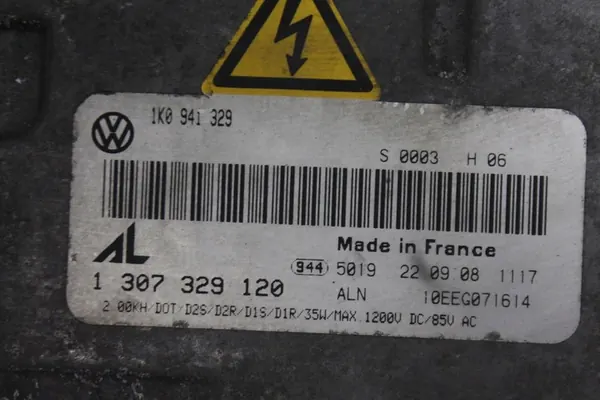 1K0 941 329
S 0003 H 06
AL
Made in France
944 5019 22 09 08 1117
1 307 329 120
ALN 10EEG071614
2.00KH/DOT/D2S/D2R/D1S/D1R/35W/MAX.1200V DC/85V AC